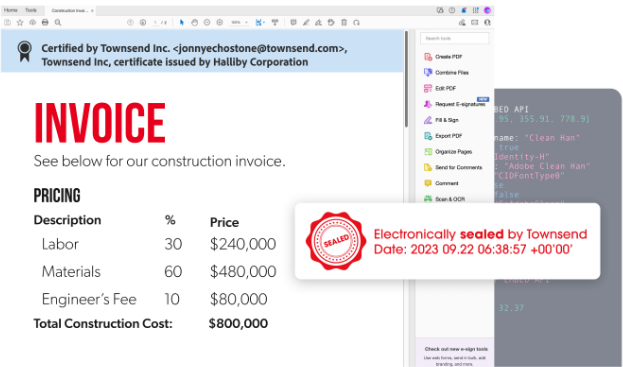 Home Tools Construction Invoi... ×
Certified by Townsend Inc. <jonnyechostone@townsend.com>,
Townsend Inc, certificate issued by Halliby Corporation
INVOICE
See below for our construction invoice.
PRICING
Description % Price
Labor 30 $240,000
Materials 60 $480,000
Engineer's Fee 10 $80,000
Total Construction Cost: $800,000
Search tools
Create PDF
Combine Files
Edit PDF
NEW
Request E-signatures
Fill & Sign
Export PDF
Organize Pages
Send for Comments
Comment
Scan & OCR
Check out new e-sign tools
Use web forms, send in bulk, add
branding, and more.
BED API
.95, 355.91, 778.9]
name: "Clean Han"
true
Identity-H"
: "Adobe Clean Han"
"CIDFontType0"
false
SEALED
Electronically sealed by Townsend
Date: 2023 09.22 06:38:57 +00'00'
32.37